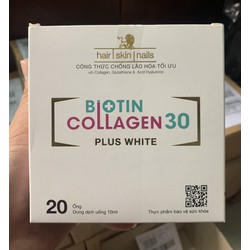 hair skin nails
CÔNG THỨC CHỐNG LÃO HÓA TỐI ƯU
với Collagen, Glutathione & Acid Hyaluronic
BIOTIN
COLLAGEN 30
PLUS WHITE
20 Ống
Dung dịch uống 10ml
Thực phẩm bảo vệ sức khỏe